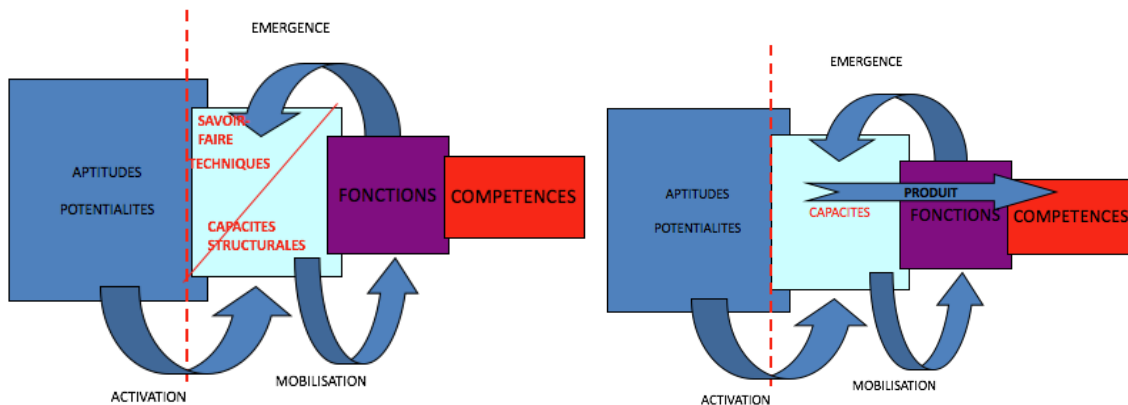 EMERGENCE
SAVOIR-
FAIRE
TECHNIQUES
APTITUDES
POTENTIALITES
FONCTIONS
COMPETENCES
CAPACITES
STRUCTURALES
MOBILISATION
ACTIVATION
EMERGENCE
PRODUIT
APTITUDES
CAPACITES
FONCTIONS
COMPETENCES
POTENTIALITES
MOBILISATION
ACTIVATION